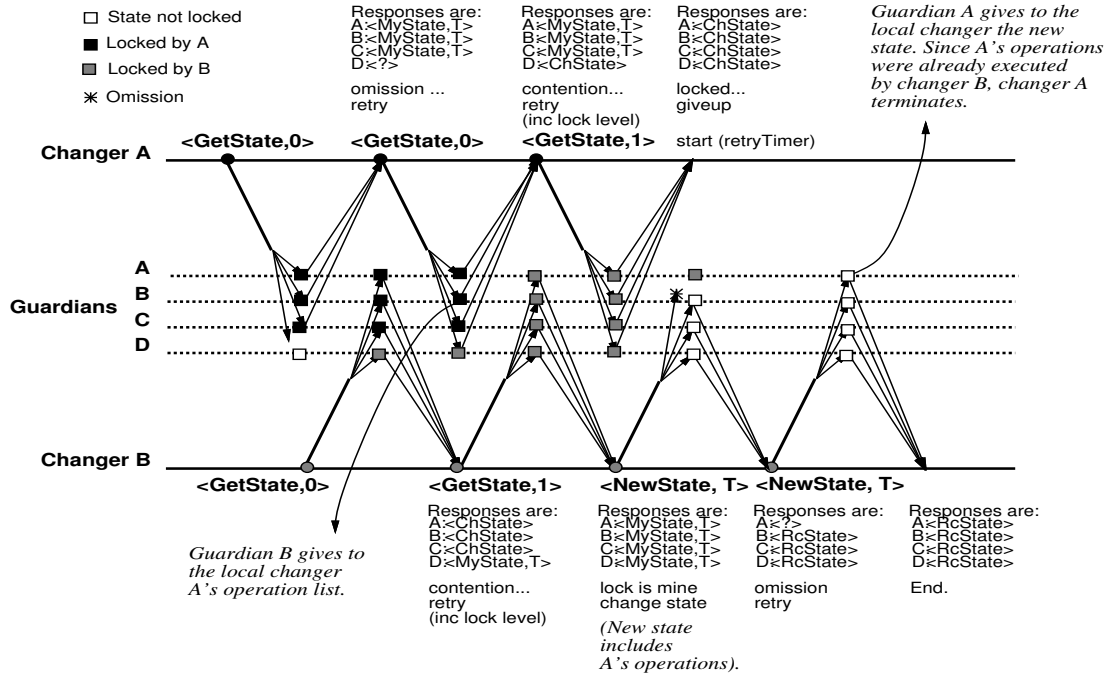 State not locked
Locked by A
Locked by B
Omission
Responses are:
A:<MyState,T>
B:<MyState,T>
C:<MyState,T>
D:<?>
omission ...
retry
Responses are:
A:<MyState,T>
B:<MyState,T>
C:<MyState,T>
D:<ChState>
contention...
retry
(inc lock level)
Responses are:
A:<ChState>
B:<ChState>
C:<ChState>
D:<ChState>
locked...
giveup
start (retryTimer)
Guardian A gives to the
local changer the new
state. Since A's operations
were already executed
by changer B, changer A
terminates.
<GetState,0>
<GetState,0>
<GetState,1>
Changer A
Guardians
A
B
C
D
Changer B
<GetState,0>
<GetState,1>
<NewState, T>
<NewState, T>
Guardian B gives to
the local changer
A's operation list.
Responses are:
A:<ChState>
B:<ChState>
C:<ChState>
D:<MyState,T>
contention...
retry
(inc lock level)
Responses are:
A:<MyState,T>
B:<MyState,T>
C:<MyState,T>
D:<MyState,T>
lock is mine
change state
(New state
includes
A's operations).
Responses are:
A:<?>
B:<RcState>
C:<RcState>
D:<RcState>
omission
retry
Responses are:
A:<RcState>
B:<RcState>
C:<RcState>
D:<RcState>
End.